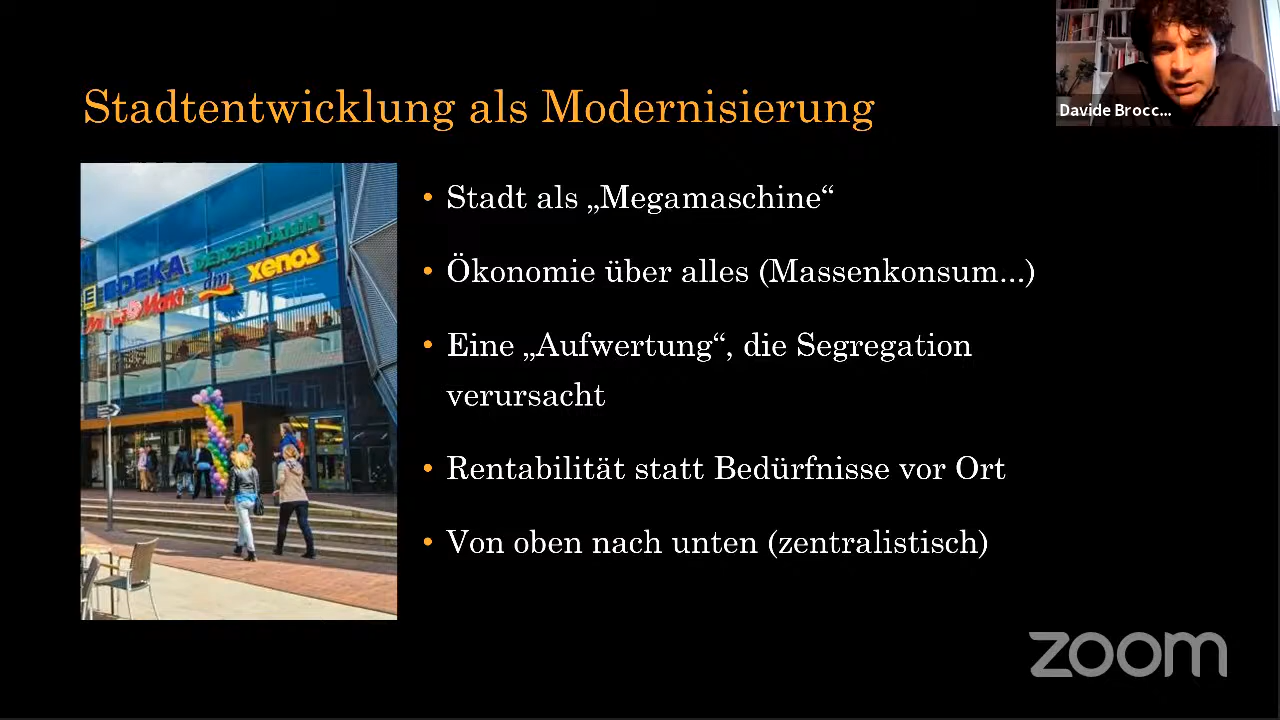 Stadtentwicklung als Modernisierung
Davide Brocc...
EDEKA
dm
xenos
• Stadt als „Megamaschine“
• Ökonomie über alles (Massenkonsum...)
• Eine „Aufwertung“, die Segregation
verursacht
• Rentabilität statt Bedürfnisse vor Ort
• Von oben nach unten (zentralistisch)
zoom